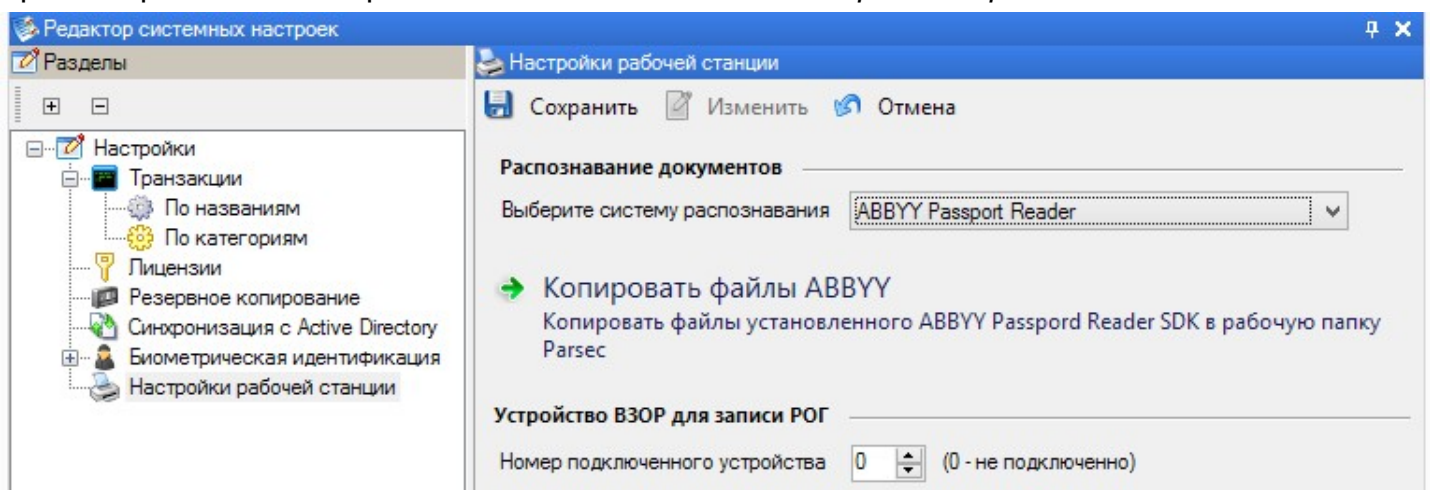 Редактор системных настроек
Разделы
Настройки
Транзакции
По названиям
По категориям
Лицензии
Резервное копирование
Синхронизация с Active Directory
Биометрическая идентификация
Настройки рабочей станции
Настройки рабочей станции
Сохранить Изменить Отмена
Распознавание документов
Выберите систему распознавания ABBYY Passport Reader
Копировать файлы ABBYY
Копировать файлы установленного ABBYY Passpord Reader SDK в рабочую папку
Parsec
Устройство ВЗОР для записи РОГ
Номер подключенного устройства 0 (0 - не подключенно)